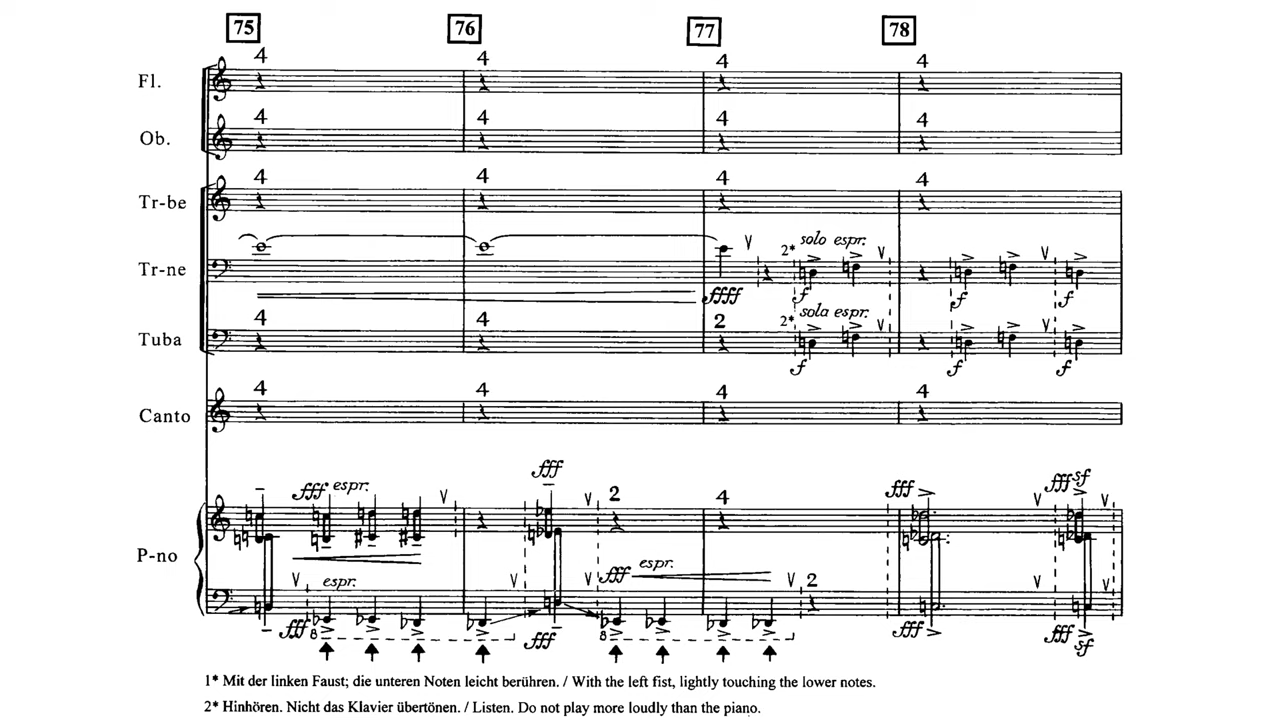 75 76 77 78
4 4 4 4
Fl.
4 4 4 4
Ob.
4 4 4 4
Tr-be
2* solo espr.
Tr-ne
ffff f f f
4 4 2 2* sola espr.
Tuba
f f f
4 4 4 4
Canto
fff fff sf
fff espr. 2 4 fff
P-no
espr. fff espr. 2
fff 8 fff 8 fff fff sf
1* Mit der linken Faust; die unteren Noten leicht berühren. / With the left fist, lightly touching the lower notes.
2* Hinhören. Nicht das Klavier übertönen. / Listen. Do not play more loudly than the piano.